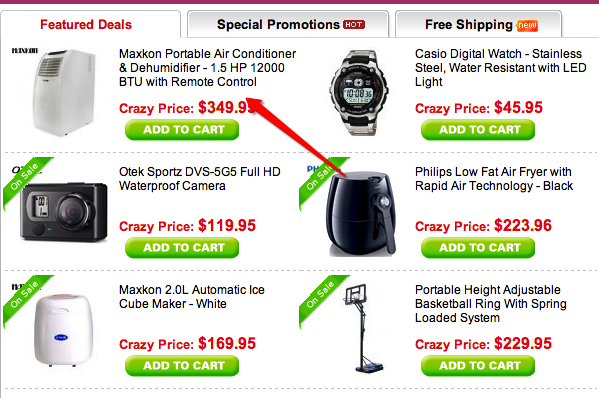 Featured Deals
Special Promotions HOT
Free Shipping new
MAXKON
Maxkon Portable Air Conditioner
& Dehumidifier - 1.5 HP 12000
BTU with Remote Control
Crazy Price: $349.95
ADD TO CART
Casio Digital Watch - Stainless
Steel, Water Resistant with LED
Light
Crazy Price: $45.95
ADD TO CART
On Sale
Otek Sportz DVS-5G5 Full HD
Waterproof Camera
Crazy Price: $119.95
ADD TO CART
On Sale
Philips Low Fat Air Fryer with
Rapid Air Technology - Black
Crazy Price: $223.96
ADD TO CART
On Sale
Maxkon 2.0L Automatic Ice
Cube Maker - White
Crazy Price: $169.95
ADD TO CART
On Sale
Portable Height Adjustable
Basketball Ring With Spring
Loaded System
Crazy Price: $229.95
ADD TO CART